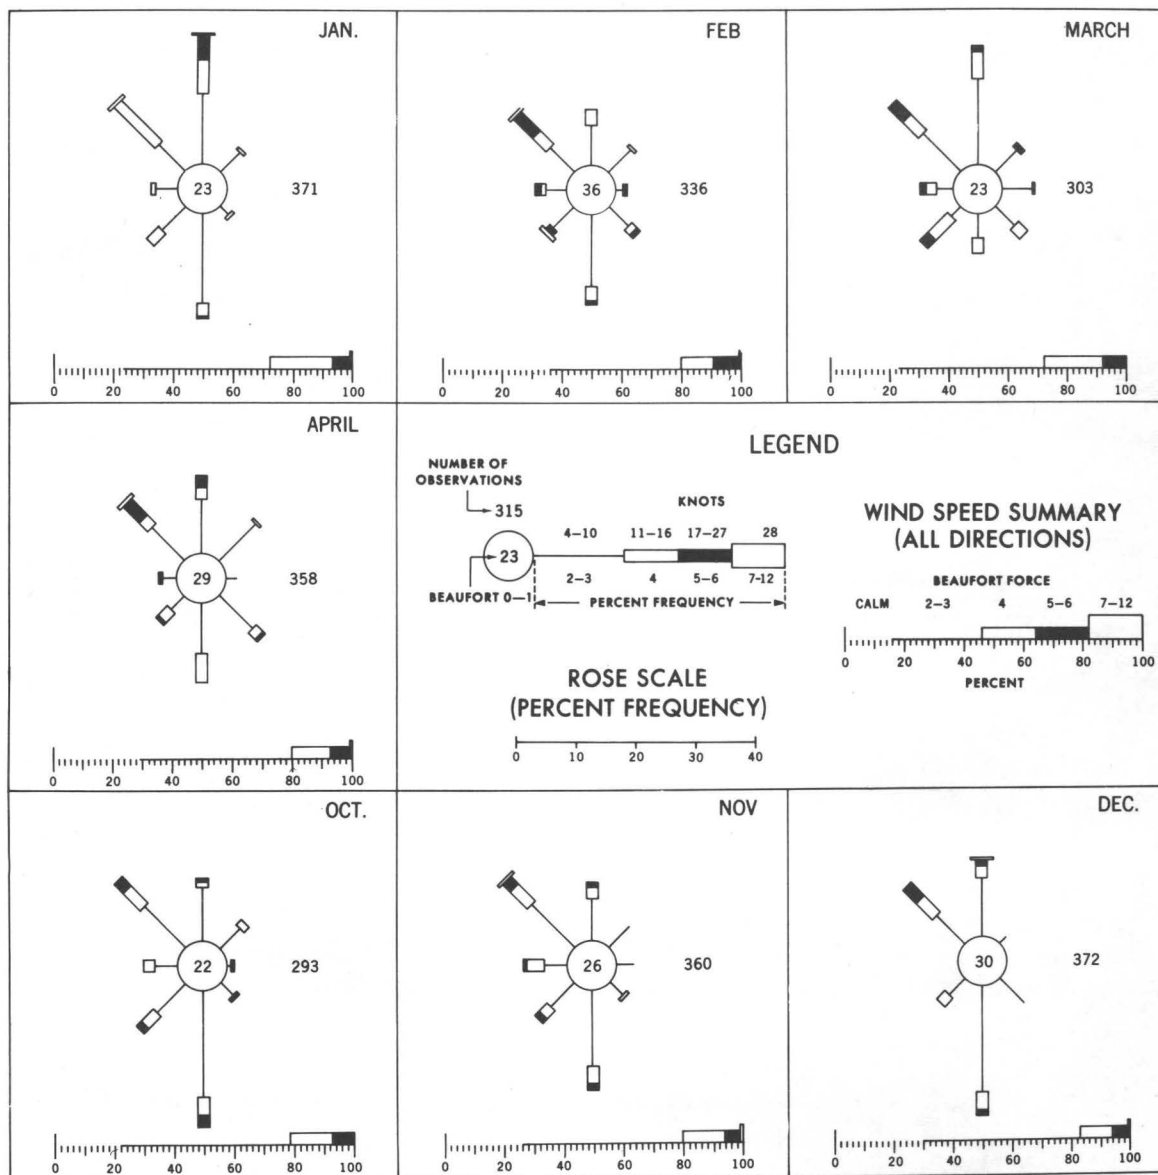 JAN.
23
371
0 20 40 60 80 100
FEB
36
336
0 20 40 60 80 100
MARCH
23
303
0 20 40 60 80 100
APRIL
29
358
0 20 40 60 80 100
LEGEND
NUMBER OF
OBSERVATIONS
315
KNOTS
4–10 11–16 17–27 28
23
2–3 4 5–6 7–12
BEAUFORT 0–1
PERCENT FREQUENCY
ROSE SCALE
(PERCENT FREQUENCY)
0 10 20 30 40
WIND SPEED SUMMARY
(ALL DIRECTIONS)
BEAUFORT FORCE
CALM 2–3 4 5–6 7–12
0 20 40 60 80 100
PERCENT
OCT.
22
293
0 20 40 60 80 100
NOV
26
360
0 20 40 60 80 100
DEC.
30
372
0 20 40 60 80 100